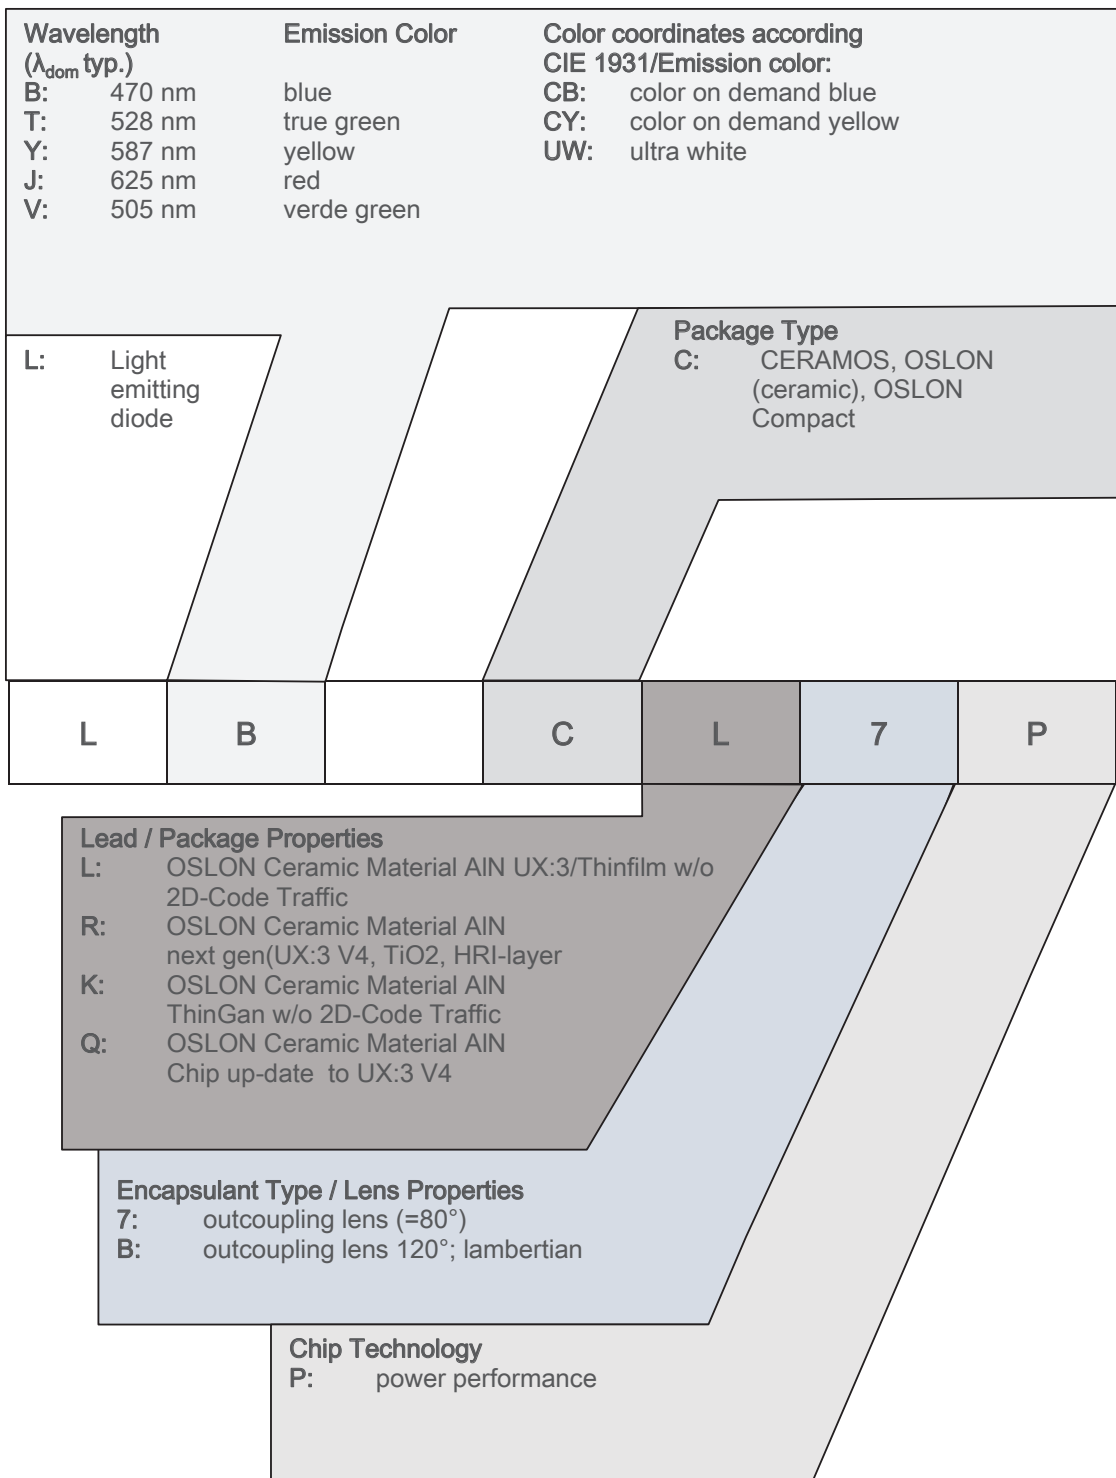 Wavelength Emission Color Color coordinates according
(λdom typ.) CIE 1931/Emission color:
B: 470 nm blue CB: color on demand blue
T: 528 nm true green CY: color on demand yellow
Y: 587 nm yellow UW: ultra white
J: 625 nm red
V: 505 nm verde green
Package Type
L: Light C: CERAMOS, OSLON
emitting (ceramic), OSLON
diode Compact
L B C L 7 P
Lead / Package Properties
L: OSLON Ceramic Material AlN UX:3/Thinfilm w/o
2D-Code Traffic
R: OSLON Ceramic Material AlN
next gen(UX:3 V4, TiO2, HRI-layer
K: OSLON Ceramic Material AlN
ThinGan w/o 2D-Code Traffic
Q: OSLON Ceramic Material AlN
Chip up-date to UX:3 V4
Encapsulant Type / Lens Properties
7: outcoupling lens (=80°)
B: outcoupling lens 120°; lambertian
Chip Technology
P: power performance